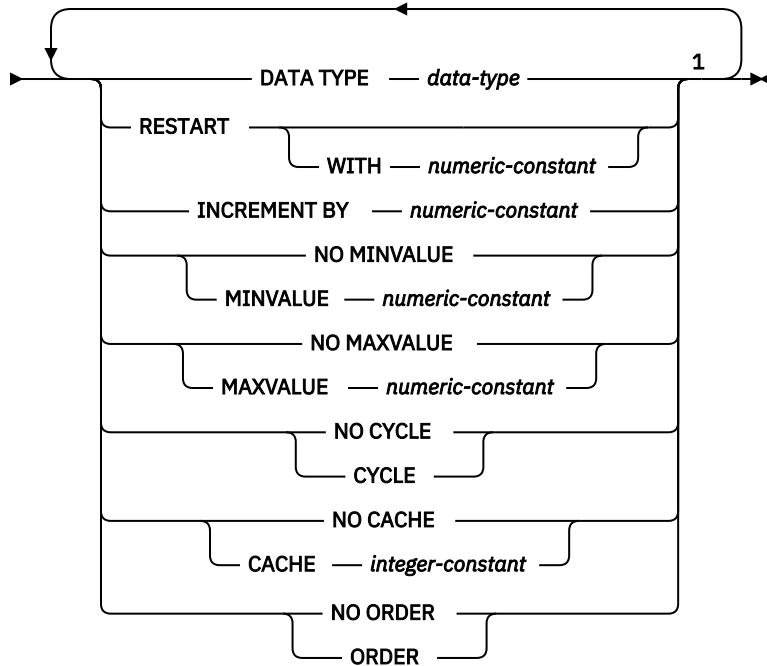 DATA TYPE data-type 1
RESTART
WITH numeric-constant
INCREMENT BY numeric-constant
NO MINVALUE
MINVALUE numeric-constant
NO MAXVALUE
MAXVALUE numeric-constant
NO CYCLE
CYCLE
NO CACHE
CACHE integer-constant
NO ORDER
ORDER